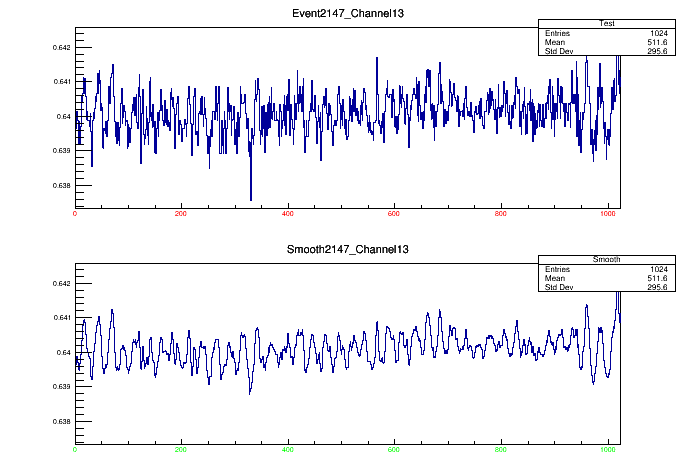 Event2147_Channel13
Test
Entries 1024
Mean 511.6
Std Dev 295.6
0.642
0.641
0.64
0.639
0.638
0 200 400 600 800 1000
Smooth2147_Channel13
Smooth
Entries 1024
Mean 511.6
Std Dev 295.6
0.642
0.641
0.64
0.639
0.638
0 200 400 600 800 1000